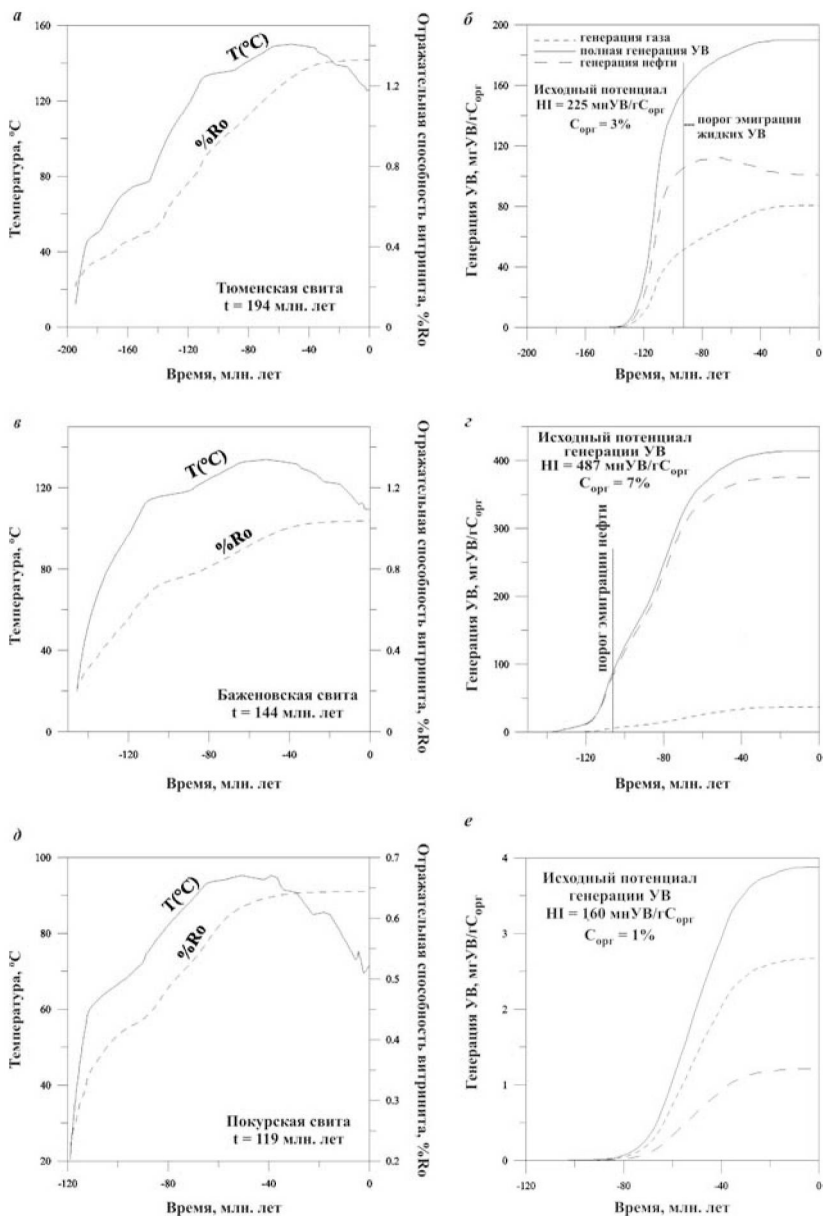 а
Температура, °С
160
120
80
40
0
T(°C)
%Ro
Тюменская свита
t = 194 млн. лет
1.2
0.8
0.4
0
Отражательная способность витринита, %Ro
-200
-160
-120
-80
-40
0
Время, млн. лет
б
Генерация УВ, мгУВ/гСорг
200
160
120
80
40
0
генерация газа
полная генерация УВ
генерация нефти
Исходный потенциал
HI = 225 мнУВ/гСорг
Сорг = 3%
порог эмиграции
жидких УВ
-160
-120
-80
-40
0
Время, млн. лет
в
Температура, °С
120
80
40
0
T(°C)
%Ro
Баженовская свита
t = 144 млн. лет
1.2
0.8
0.4
0
Отражательная способность витринита, %Ro
-120
-80
-40
0
Время, млн. лет
г
Генерация УВ, мгУВ/гСорг
400
300
200
100
0
Исходный потенциал
генерации УВ
HI = 487 мнУВ/гСорг
Сорг = 7%
порог эмиграции нефти
-120
-80
-40
0
Время, млн. лет
д
Температура, °С
100
80
60
40
20
T(°C)
%Ro
Покурская свита
t = 119 млн. лет
0.7
0.6
0.5
0.4
0.3
0.2
Отражательная способность витринита, %Ro
-120
-80
-40
0
Время, млн. лет
е
Генерация УВ, мгУВ/гСорг
4
3
2
1
0
Исходный потенциал
генерации УВ
HI = 160 мнУВ/гСорг
Сорг = 1%
-120
-80
-40
0
Время, млн. лет